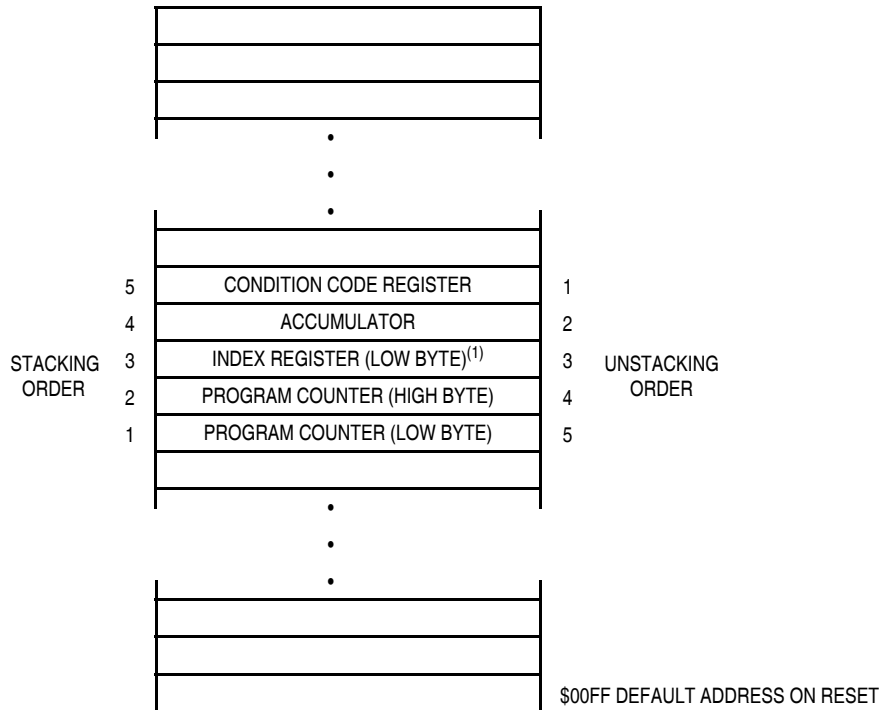 5 CONDITION CODE REGISTER 1
4 ACCUMULATOR 2
STACKING ORDER 3 INDEX REGISTER (LOW BYTE)(1) 3 UNSTACKING ORDER
2 PROGRAM COUNTER (HIGH BYTE) 4
1 PROGRAM COUNTER (LOW BYTE) 5
$00FF DEFAULT ADDRESS ON RESET